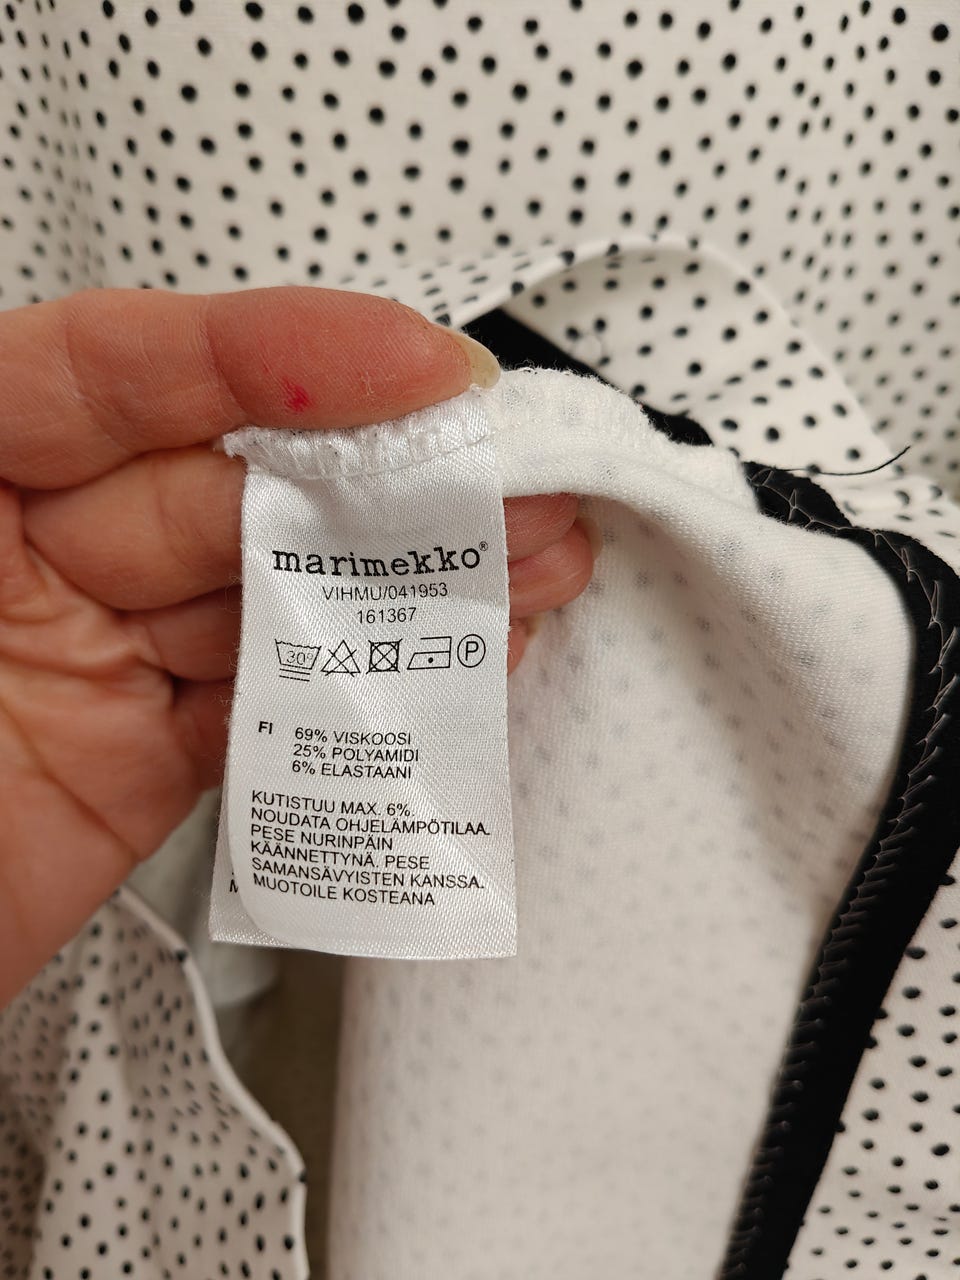 marimekko®
VIHMU/041953
161367
30°
P
FI 69% VISKOOSI
25% POLYAMIDI
6% ELASTAANI
KUTISTUU MAX. 6%.
NOUDATA OHJELÄMPÖTILAA.
PESE NURINPÄIN
KÄÄNNETTYNÄ. PESE
SAMANSÄVYISTEN KANSSA.
MUOTOILE KOSTEANA